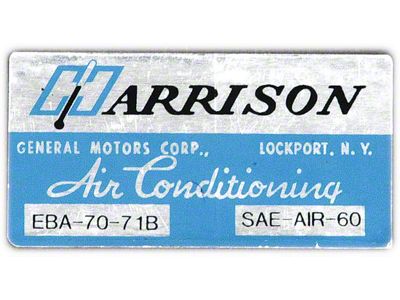 HARRISON
GENERAL MOTORS CORP., LOCKPORT, N. Y.
Air Conditioning
EBA-70-71B SAE-AIR-60